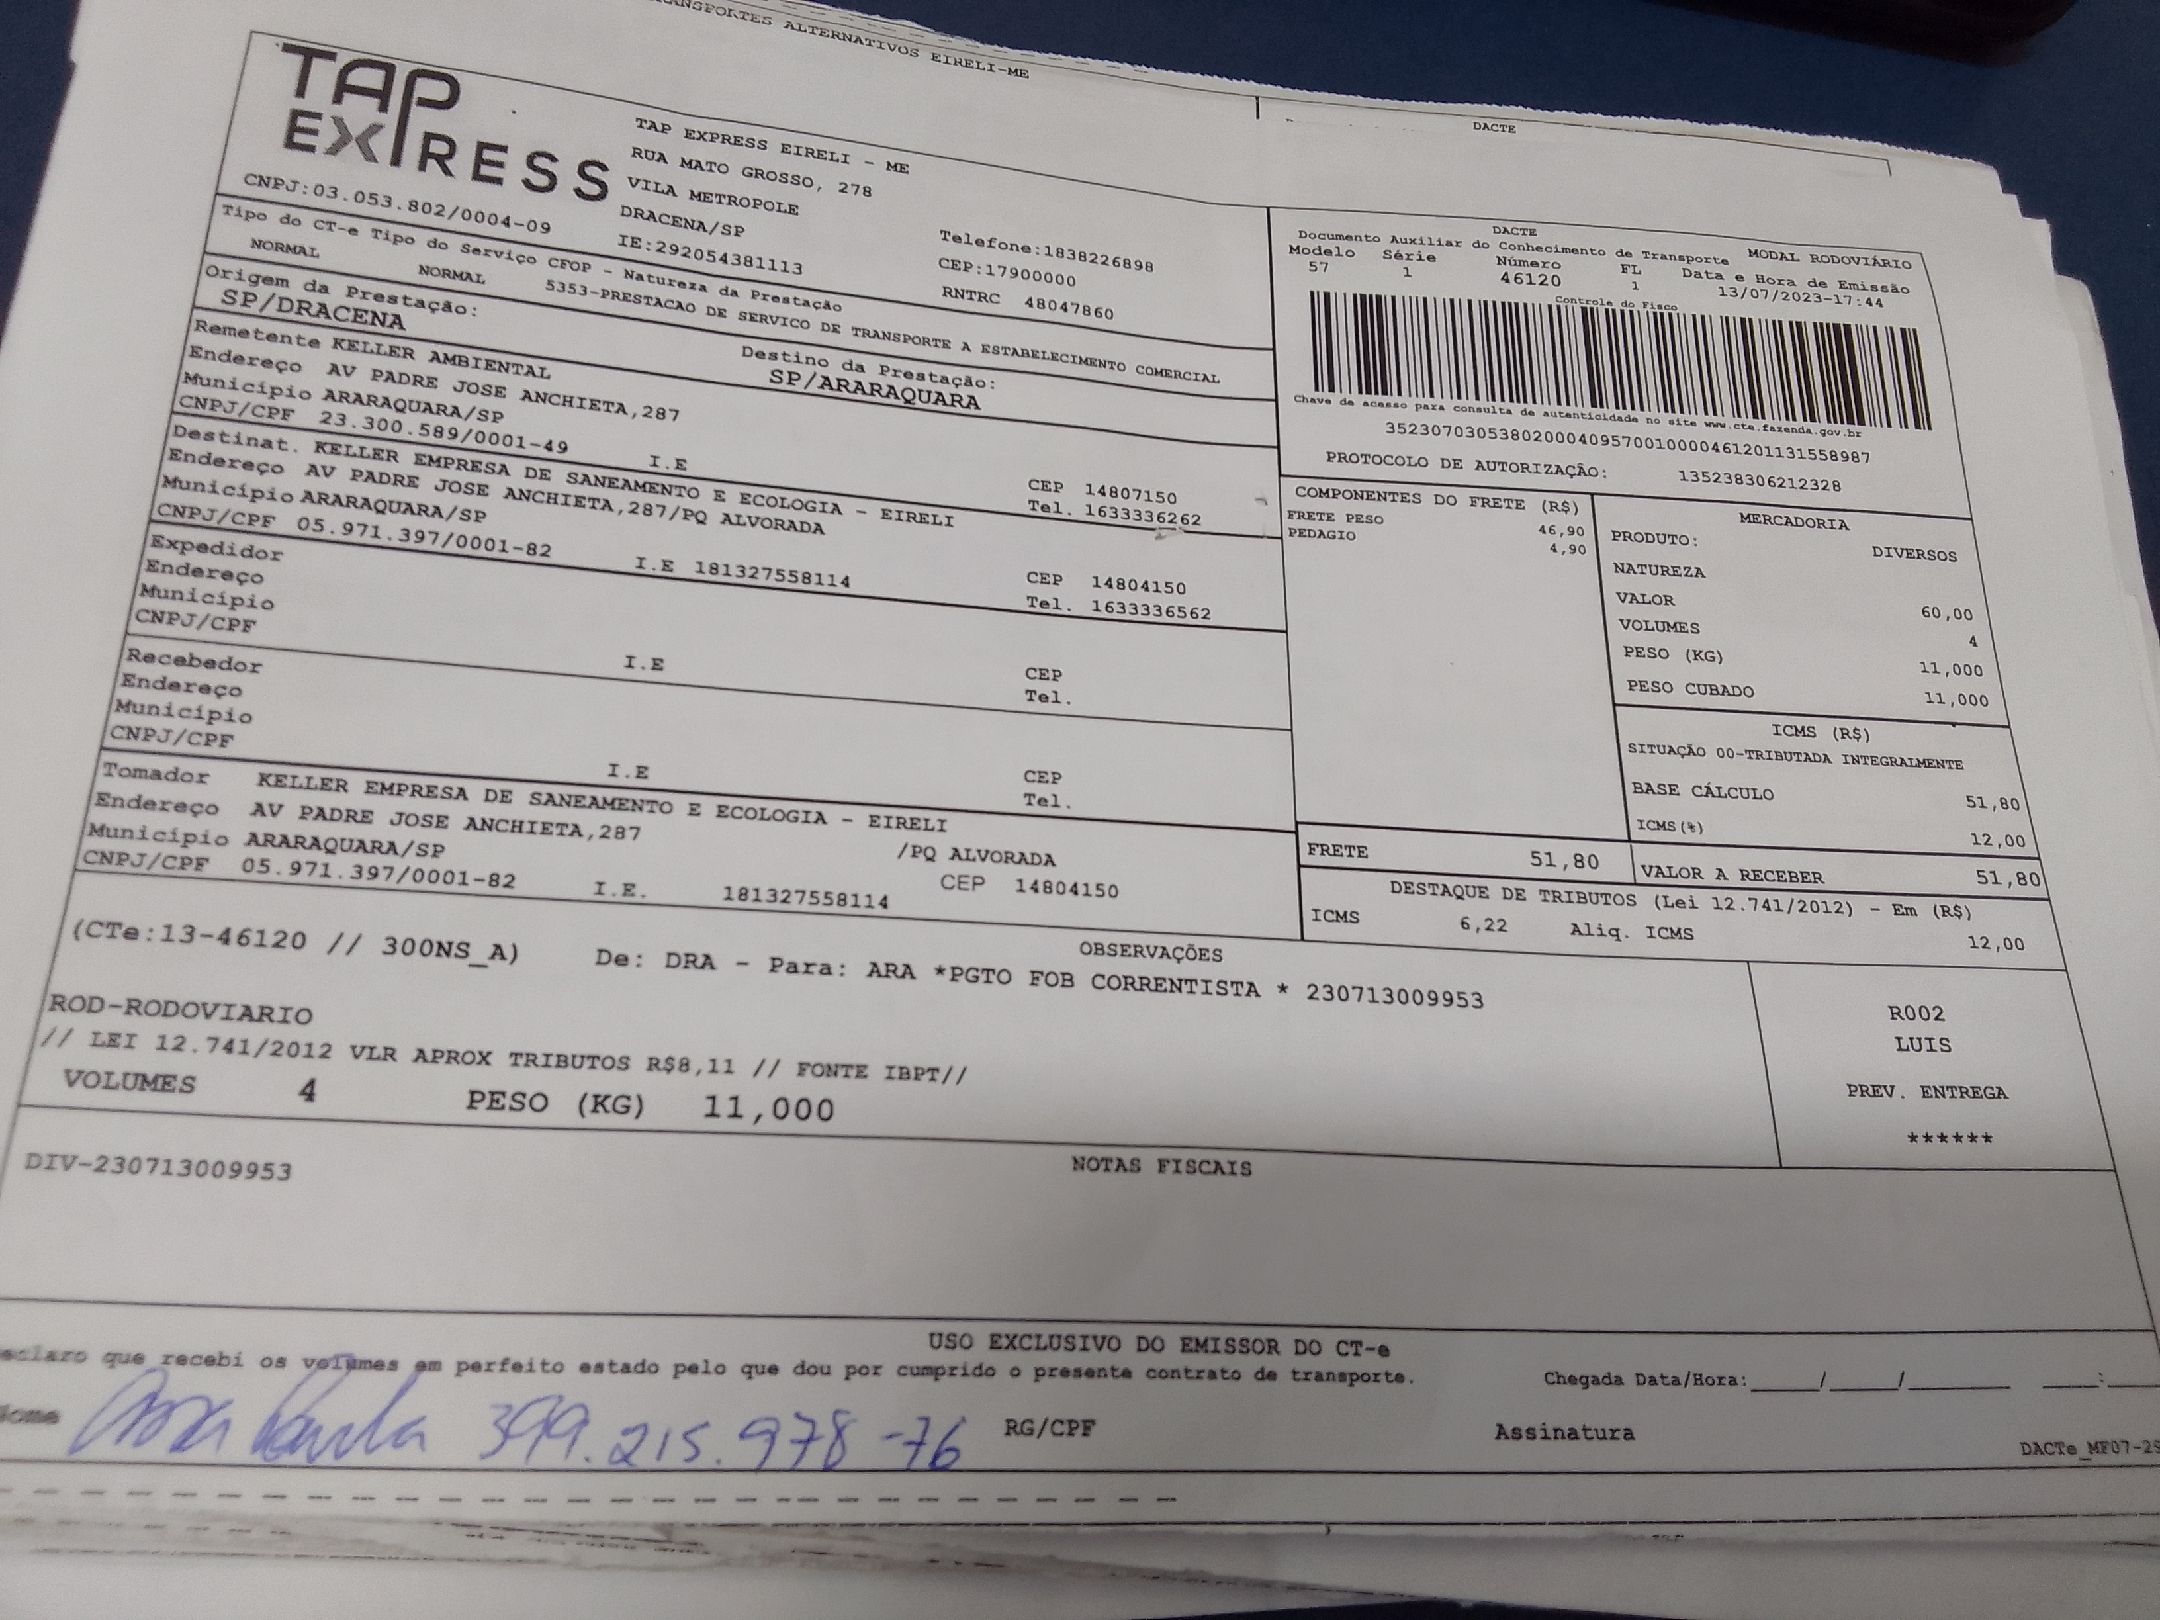 TRANSPORTES ALTERNATIVOS EIRELI-ME
DACTE
TAP
EXPRESS
TAP EXPRESS EIRELI - ME
RUA MATO GROSSO, 278
VILA METROPOLE
DRACENA/SP
CNPJ:03.053.802/0004-09
IE:292054381113
Telefone:1838226898
CEP:17900000
RNTRC 48047860
Tipo do CT-e Tipo do Serviço CFOP - Natureza da Prestação
NORMAL NORMAL 5353-PRESTACAO DE SERVICO DE TRANSPORTE A ESTABELECIMENTO COMERCIAL
Origem da Prestação:
SP/DRACENA
Destino da Prestação:
SP/ARARAQUARA
Remetente KELLER AMBIENTAL
Endereço AV PADRE JOSE ANCHIETA,287
Município ARARAQUARA/SP CEP 14807150
CNPJ/CPF 23.300.589/0001-49 I.E Tel. 1633336262
Destinat. KELLER EMPRESA DE SANEAMENTO E ECOLOGIA - EIRELI
Endereço AV PADRE JOSE ANCHIETA,287/PQ ALVORADA
Município ARARAQUARA/SP CEP 14804150
CNPJ/CPF 05.971.397/0001-82 I.E 181327558114 Tel. 1633336562
Expedidor
Endereço
Município CEP
CNPJ/CPF I.E Tel.
Recebedor
Endereço
Município CEP
CNPJ/CPF I.E Tel.
Tomador KELLER EMPRESA DE SANEAMENTO E ECOLOGIA - EIRELI
Endereço AV PADRE JOSE ANCHIETA,287 /PQ ALVORADA
Município ARARAQUARA/SP CEP 14804150
CNPJ/CPF 05.971.397/0001-82 I.E. 181327558114
DACTE
Documento Auxiliar do Conhecimento de Transporte MODAL RODOVIÁRIO
Modelo Série Número FL Data e Hora de Emissão
57 1 46120 1 13/07/2023-17:44
Controle do Fisco
Chave de acesso para consulta de autenticidade no site www.cte.fazenda.gov.br
35230703053802000409570010000461201131558987
PROTOCOLO DE AUTORIZAÇÃO: 135238306212328
COMPONENTES DO FRETE (R$)
FRETE PESO 46,90
PEDAGIO 4,90
MERCADORIA
PRODUTO: DIVERSOS
NATUREZA
VALOR 60,00
VOLUMES 4
PESO (KG) 11,000
PESO CUBADO 11,000
ICMS (R$)
SITUAÇÃO 00-TRIBUTADA INTEGRALMENTE
BASE CÁLCULO 51,80
ICMS(%) 12,00
FRETE 51,80 VALOR A RECEBER 51,80
DESTAQUE DE TRIBUTOS (Lei 12.741/2012) - Em (R$)
ICMS 6,22 Aliq. ICMS 12,00
OBSERVAÇÕES
(CTe:13-46120 // 300NS_A) De: DRA - Para: ARA *PGTO FOB CORRENTISTA * 230713009953
ROD-RODOVIARIO
// LEI 12.741/2012 VLR APROX TRIBUTOS R$8,11 // FONTE IBPT//
VOLUMES 4 PESO (KG) 11,000
R002
LUIS
PREV. ENTREGA
******
NOTAS FISCAIS
DIV-230713009953
USO EXCLUSIVO DO EMISSOR DO CT-e
eclaro que recebi os volumes em perfeito estado pelo que dou por cumprido o presente contrato de transporte. Chegada Data/Hora:_____/____/_______ ____:____
Nome Ana Paula 399.215.978-76 RG/CPF Assinatura
DACTe_MF07-29